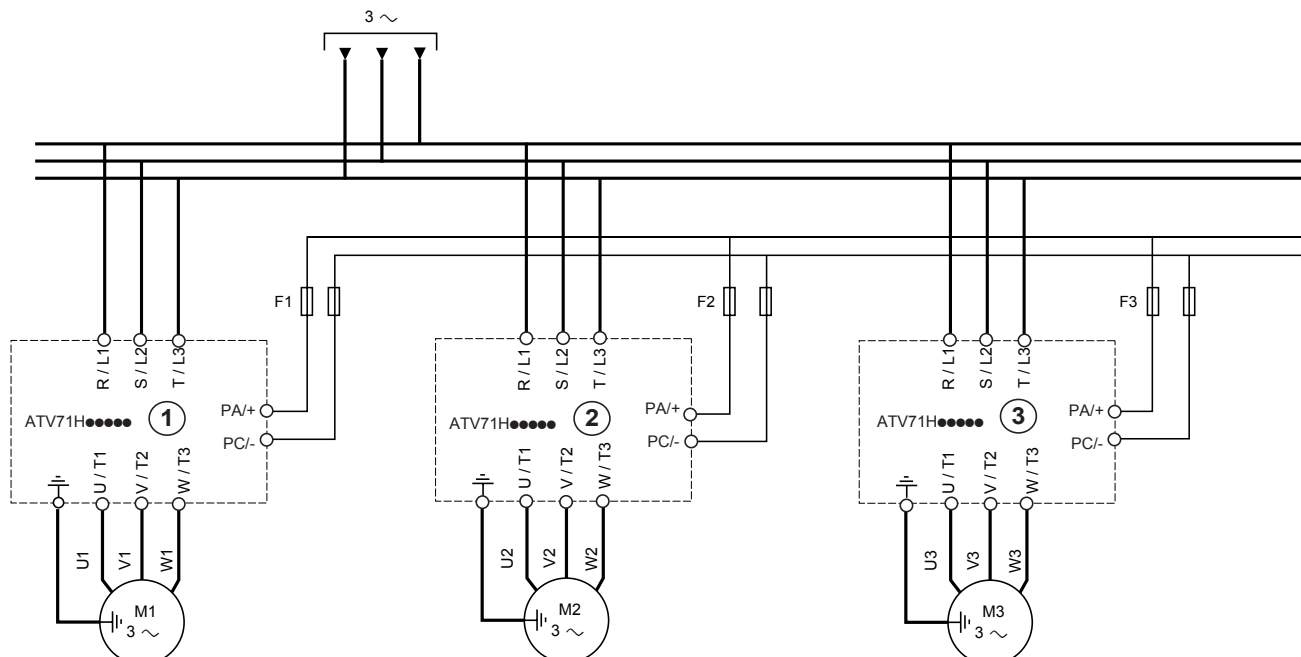 3 ~
F1
F2
F3
R / L1
S / L2
T / L3
R / L1
S / L2
T / L3
R / L1
S / L2
T / L3
ATV71H●●●●●
1
PA/+
PC/-
ATV71H●●●●●
2
PA/+
PC/-
ATV71H●●●●●
3
PA/+
PC/-
U / T1
V / T2
W / T3
U / T1
V / T2
W / T3
U / T1
V / T2
W / T3
U1
V1
W1
U2
V2
W2
U3
V3
W3
M1
3 ~
M2
3 ~
M3
3 ~